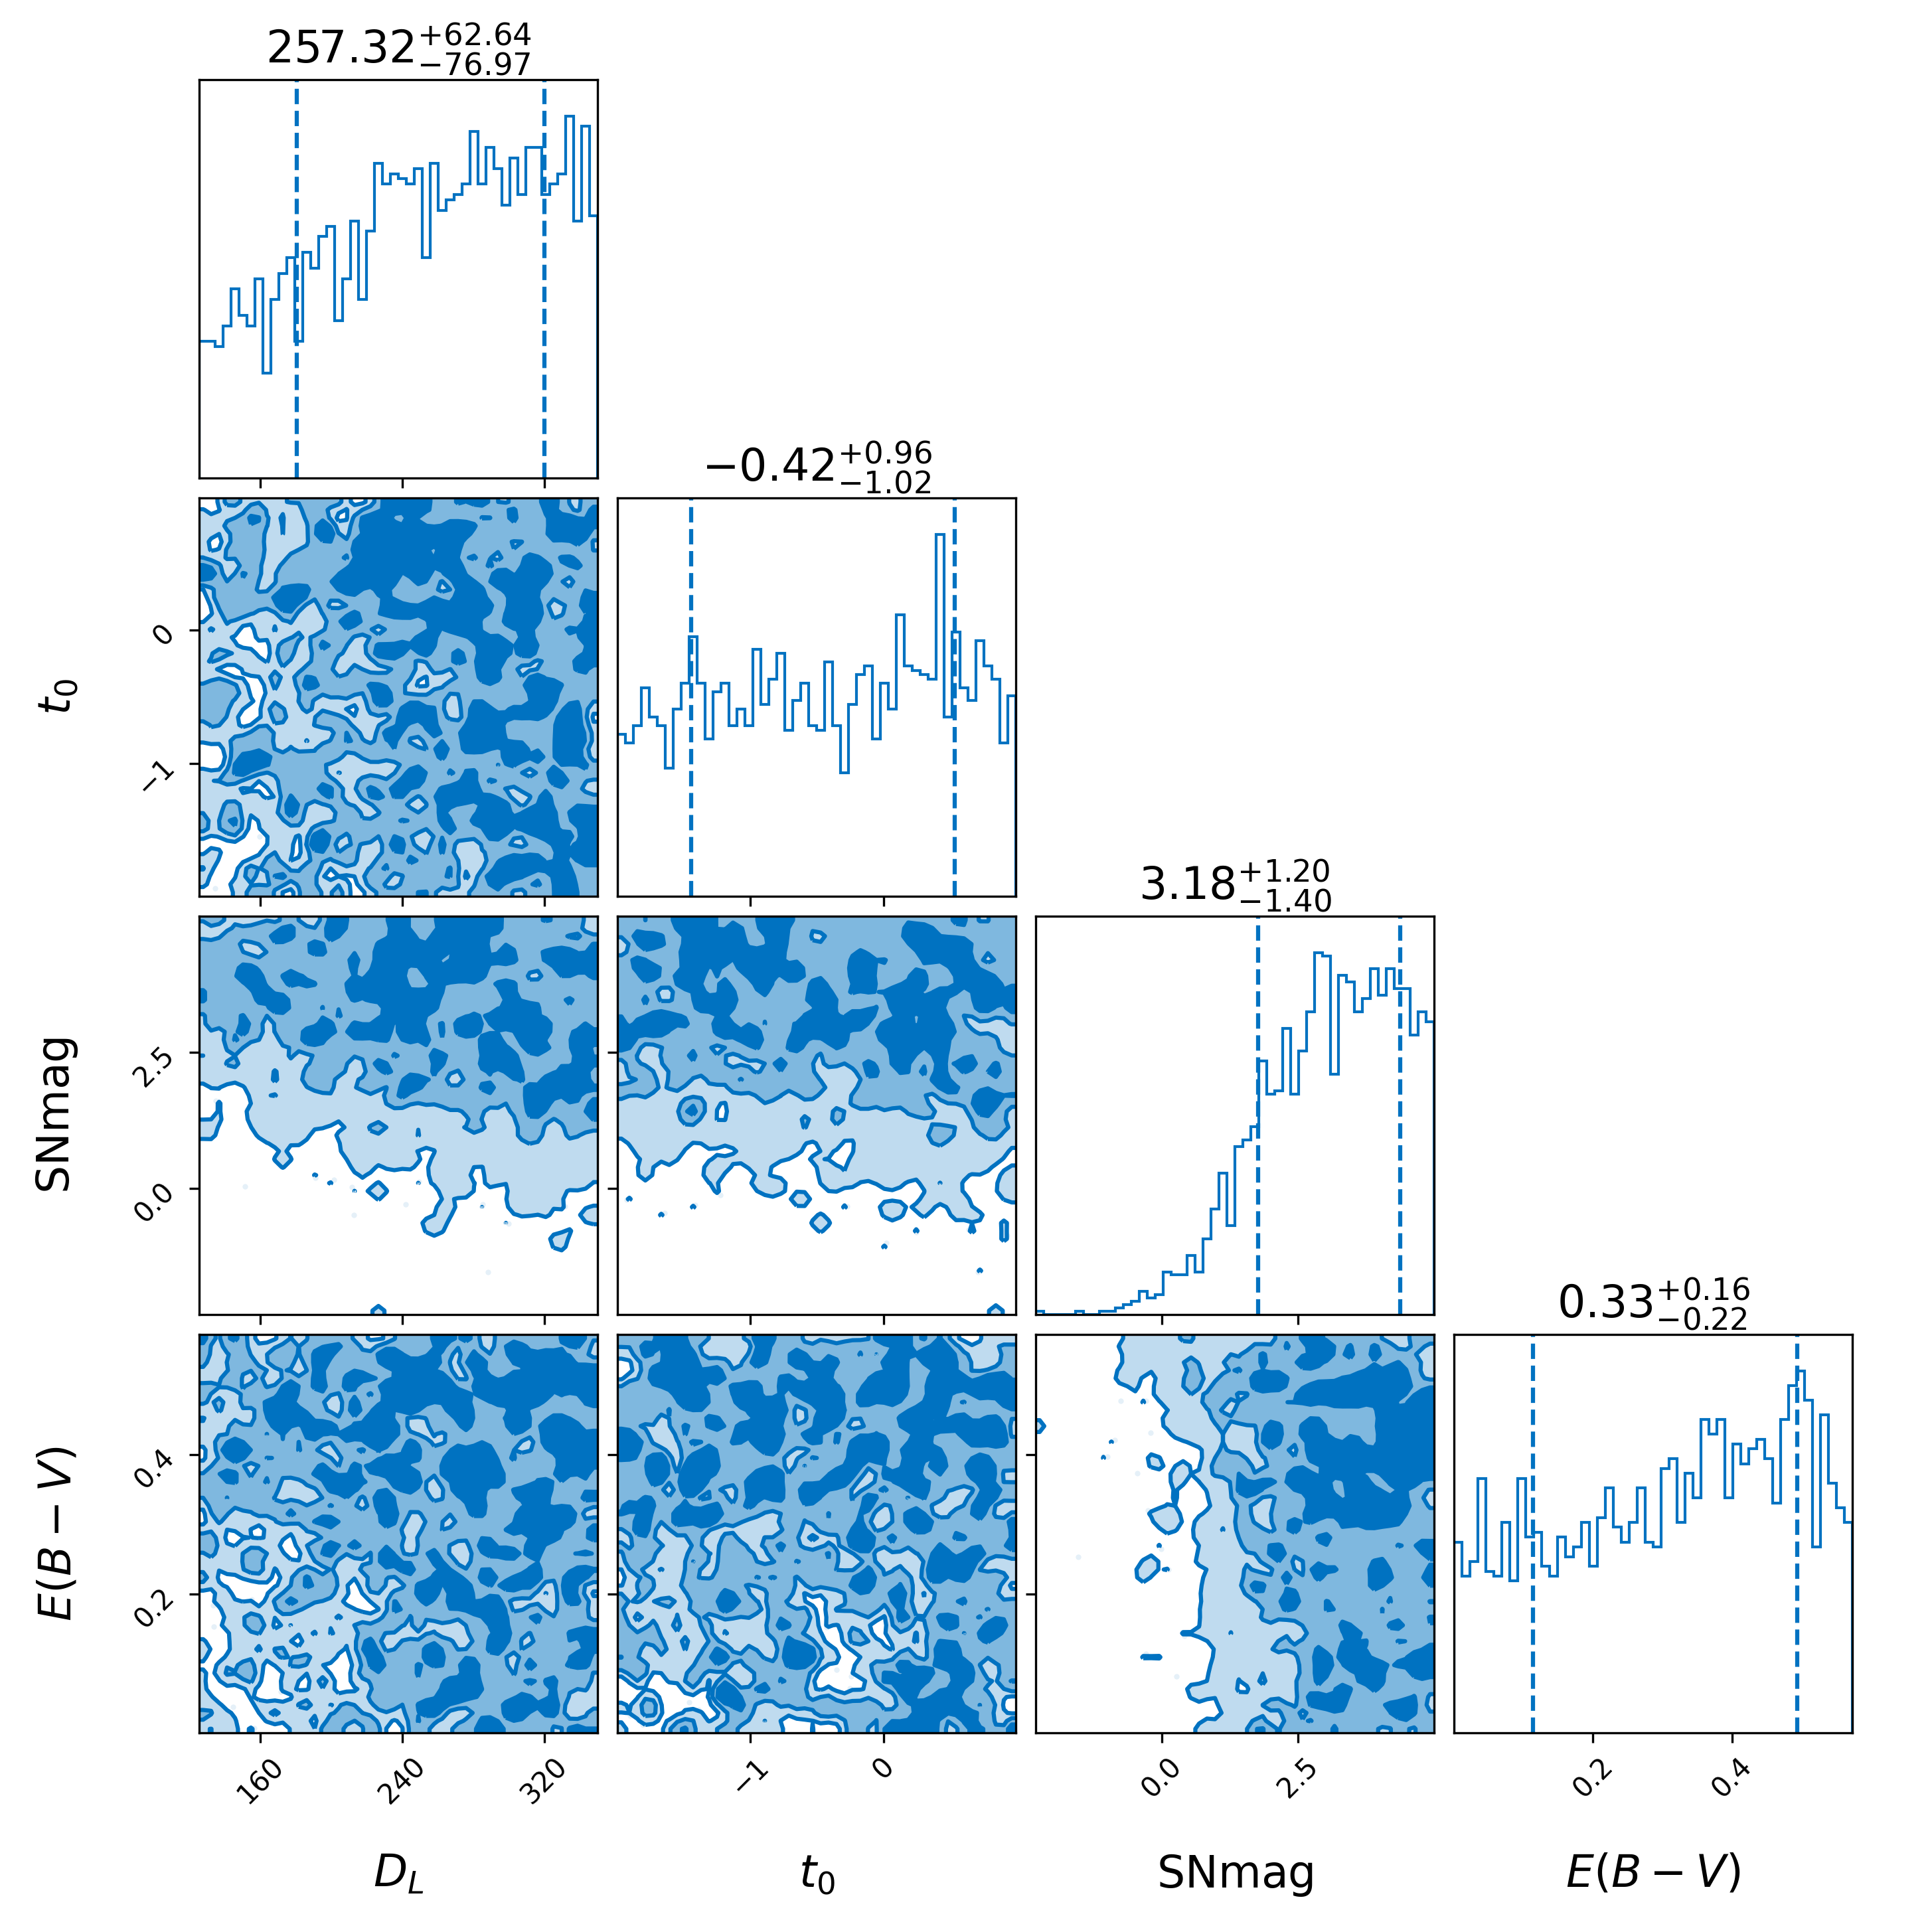 257.32 +62.64 −76.97
−0.42 +0.96 −1.02
t₀
0
−1
3.18 +1.20 −1.40
SNmag
2.5
0.0
0.33 +0.16 −0.22
E(B − V)
0.4
0.2
160 240 320 −1 0 0.0 2.5 0.2 0.4
D_L t₀ SNmag E(B − V)